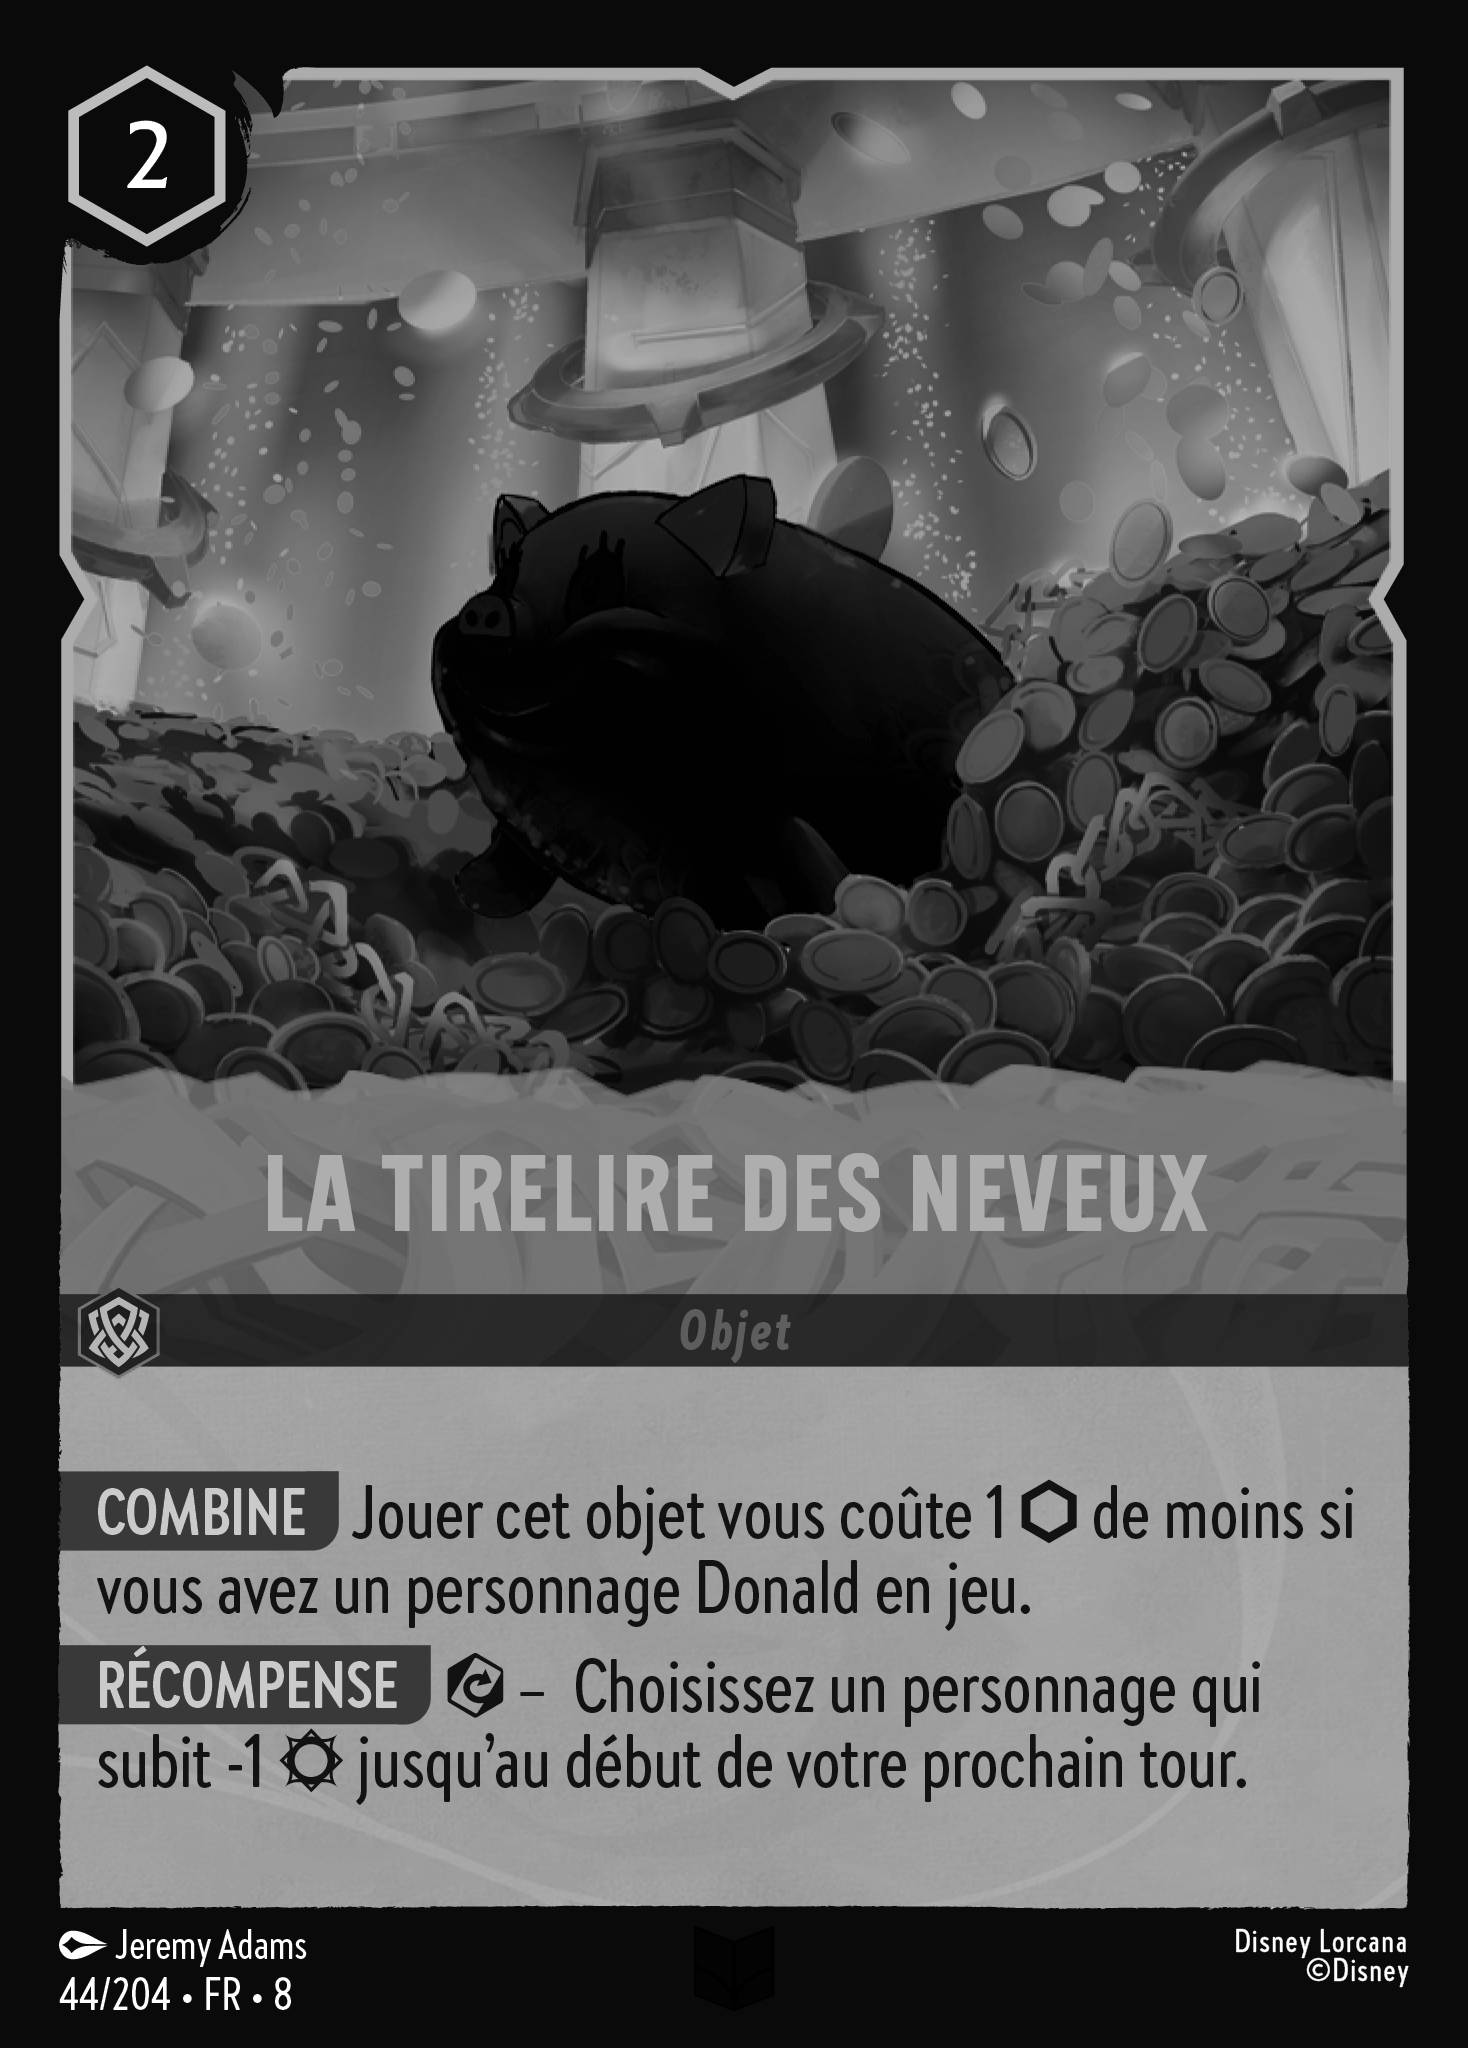 2
LA TIRELIRE DES NEVEUX
Objet
COMBINE Jouer cet objet vous coûte 1 ⬡ de moins si
vous avez un personnage Donald en jeu.
RÉCOMPENSE – Choisissez un personnage qui
subit -1 jusqu’au début de votre prochain tour.
Jeremy Adams
44/204 • FR • 8
Disney Lorcana
©Disney